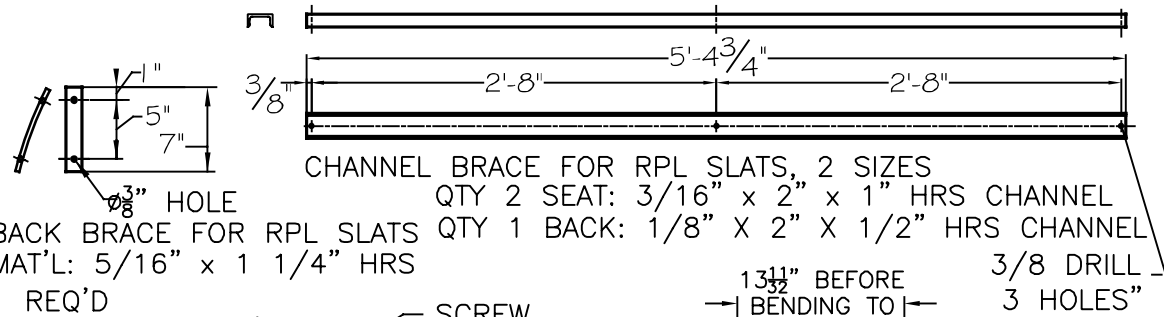 5'-4 3/4"
2'-8"
2'-8"
3/8"
1"
5"
7"
ø3/8" HOLE
CHANNEL BRACE FOR RPL SLATS, 2 SIZES
QTY 2 SEAT: 3/16" x 2" x 1" HRS CHANNEL
QTY 1 BACK: 1/8" X 2" X 1/2" HRS CHANNEL
BACK BRACE FOR RPL SLATS
MAT'L: 5/16" x 1 1/4" HRS
REQ'D
3/8 DRILL
3 HOLES"
13 11/32" BEFORE
BENDING TO
SCREW